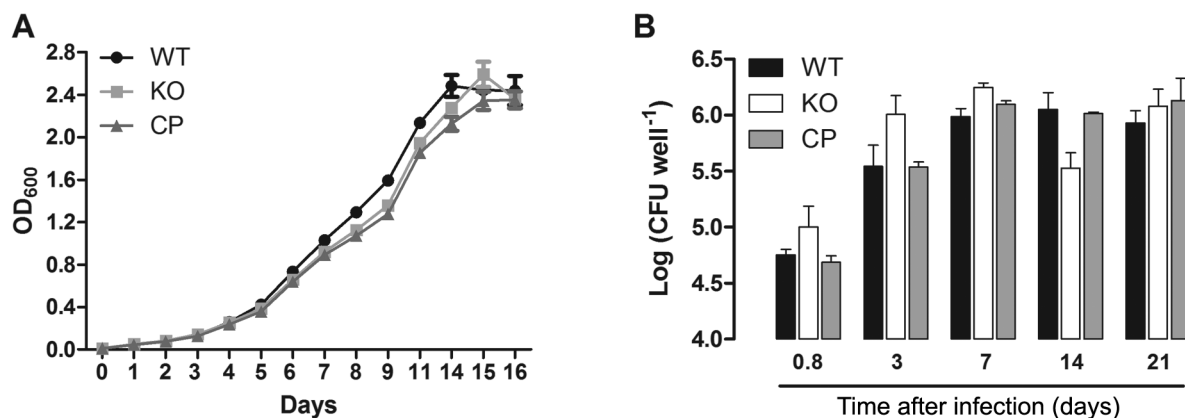 A
WT
KO
CP
2.8
2.4
2.0
1.6
1.2
0.8
0.4
0.0
OD600
0 1 2 3 4 5 6 7 8 9 11 14 15 16
Days
B
WT
KO
CP
6.5
6.0
5.5
5.0
4.5
4.0
Log (CFU well-1)
0.8 3 7 14 21
Time after infection (days)